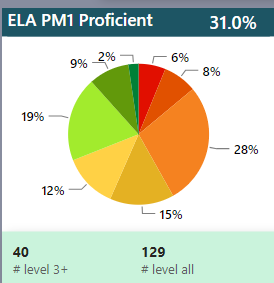 ELA PM1 Proficient 31.0%
9% 2% 6%
8%
19%
28%
12%
15%
40 129
# level 3+ # level all